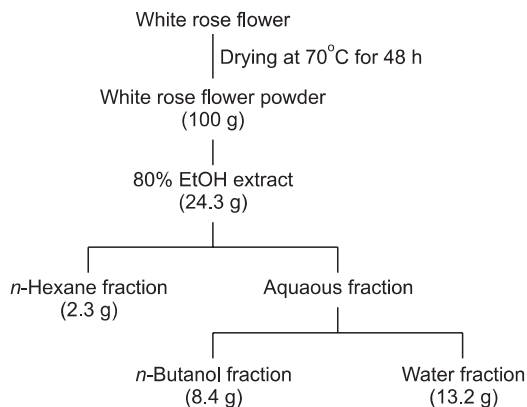 White rose flower
Drying at 70°C for 48 h
White rose flower powder
(100 g)
80% EtOH extract
(24.3 g)
n-Hexane fraction
(2.3 g)
Aquaous fraction
n-Butanol fraction
(8.4 g)
Water fraction
(13.2 g)